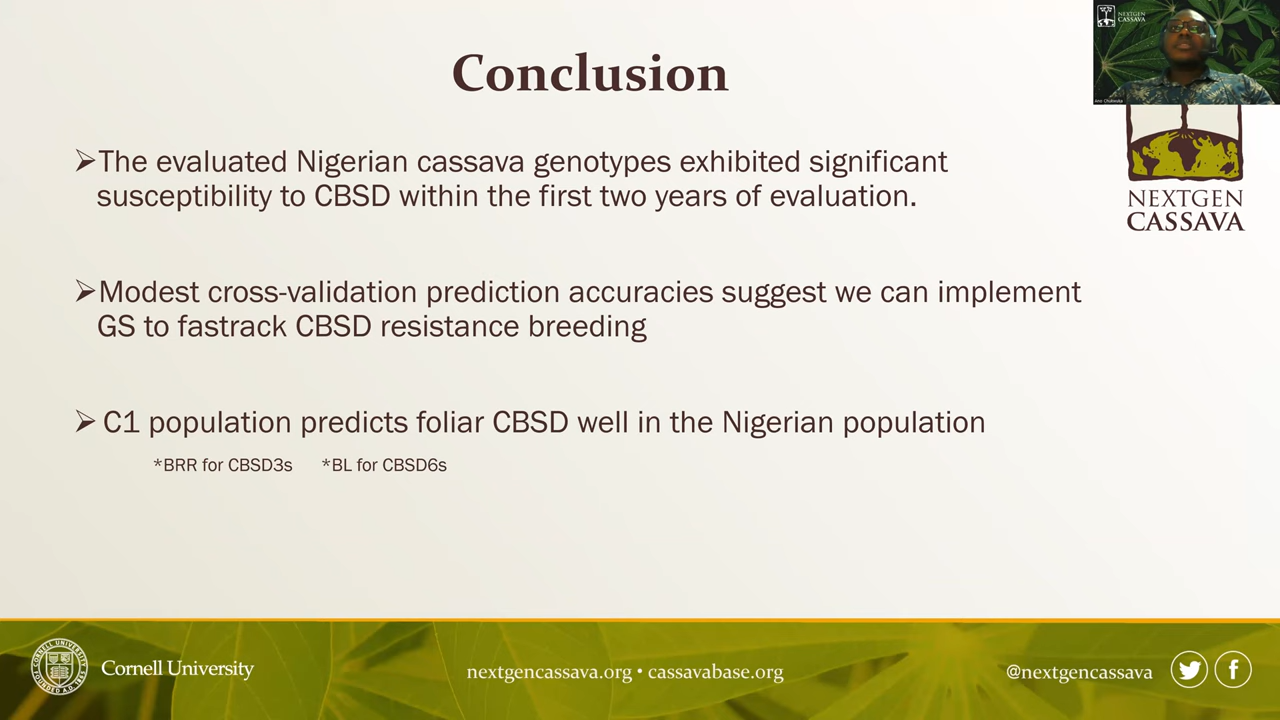 Conclusion
NEXTGEN
CASSAVA
➢The evaluated Nigerian cassava genotypes exhibited significant
susceptibility to CBSD within the first two years of evaluation.
NEXTGEN
CASSAVA
➢Modest cross-validation prediction accuracies suggest we can implement
GS to fastrack CBSD resistance breeding
➢ C1 population predicts foliar CBSD well in the Nigerian population
*BRR for CBSD3s *BL for CBSD6s
Cornell University
nextgencassava.org • cassavabase.org
@nextgencassava